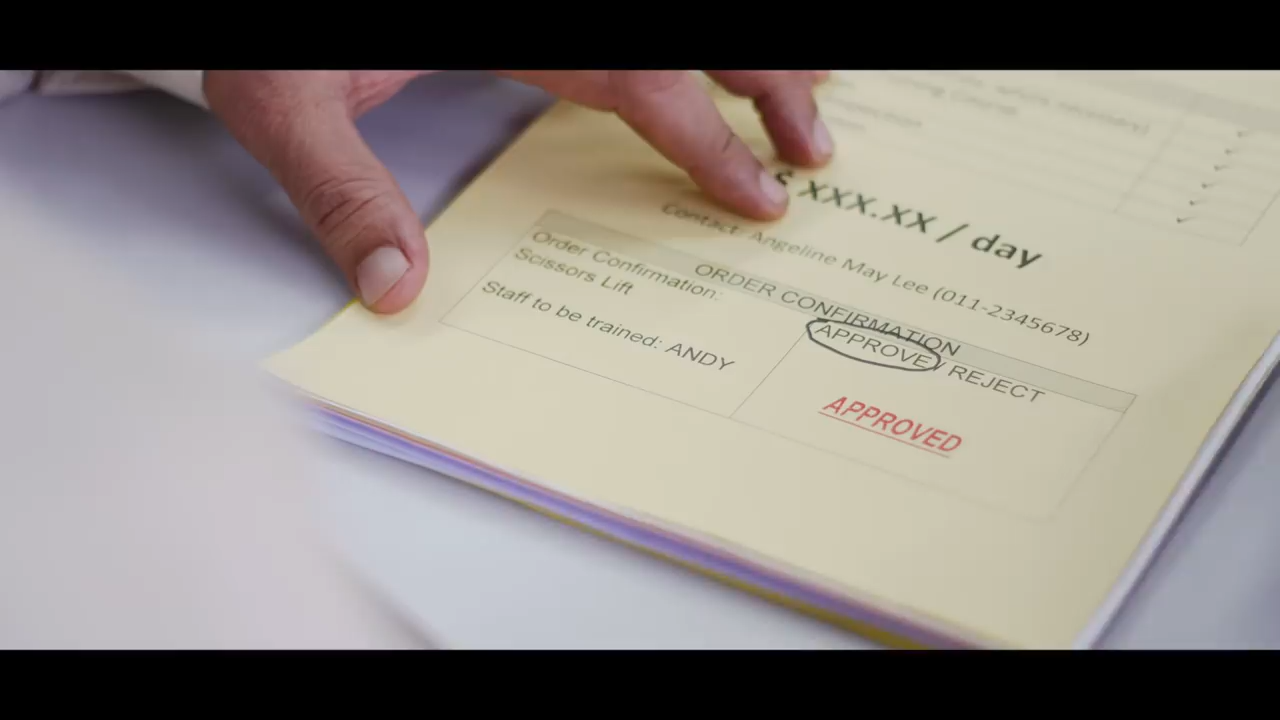 $ XXX.XX / day
Contact: Angeline May Lee (011-2345678)
ORDER CONFIRMATION
Order Confirmation:
Scissors Lift
Staff to be trained: ANDY
APPROVE / REJECT
APPROVED